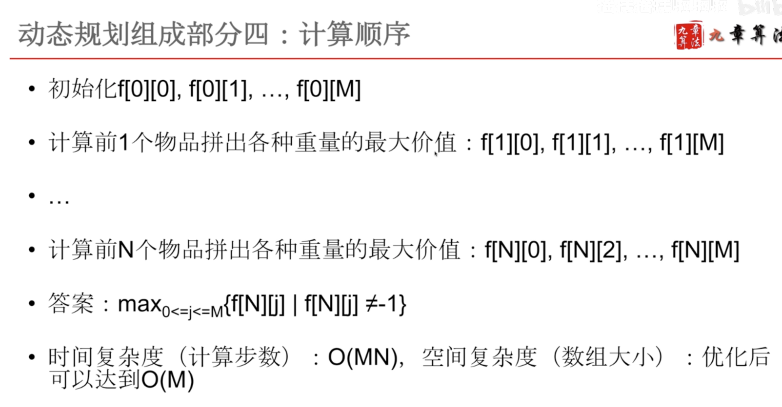 动态规划组成部分四：计算顺序
九章算法
九章算法
• 初始化f[0][0], f[0][1], …, f[0][M]
• 计算前1个物品拼出各种重量的最大价值：f[1][0], f[1][1], …, f[1][M]
• …
• 计算前N个物品拼出各种重量的最大价值：f[N][0], f[N][2], …, f[N][M]
• 答案：max0<=j<=M{f[N][j] | f[N][j] ≠-1}
• 时间复杂度（计算步数）：O(MN)，空间复杂度（数组大小）：优化后
可以达到O(M)